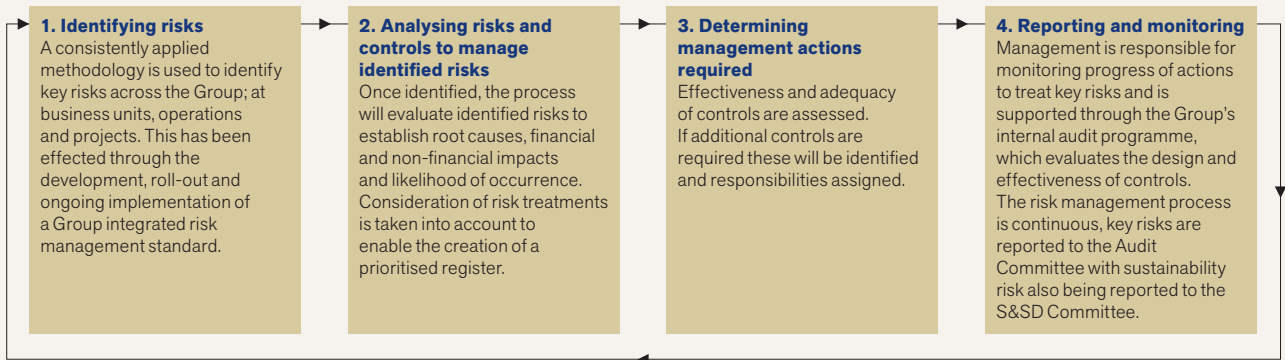 1. Identifying risks
A consistently applied
methodology is used to identify
key risks across the Group; at
business units, operations
and projects. This has been
effected through the
development, roll-out and
ongoing implementation of
a Group integrated risk
management standard.
2. Analysing risks and
controls to manage
identified risks
Once identified, the process
will evaluate identified risks to
establish root causes, financial
and non-financial impacts
and likelihood of occurrence.
Consideration of risk treatments
is taken into account to
enable the creation of a
prioritised register.
3. Determining
management actions
required
Effectiveness and adequacy
of controls are assessed.
If additional controls are
required these will be identified
and responsibilities assigned.
4. Reporting and monitoring
Management is responsible for
monitoring progress of actions
to treat key risks and is
supported through the Group's
internal audit programme,
which evaluates the design and
effectiveness of controls.
The risk management process
is continuous, key risks are
reported to the Audit
Committee with sustainability
risk also being reported to the
S&SD Committee.